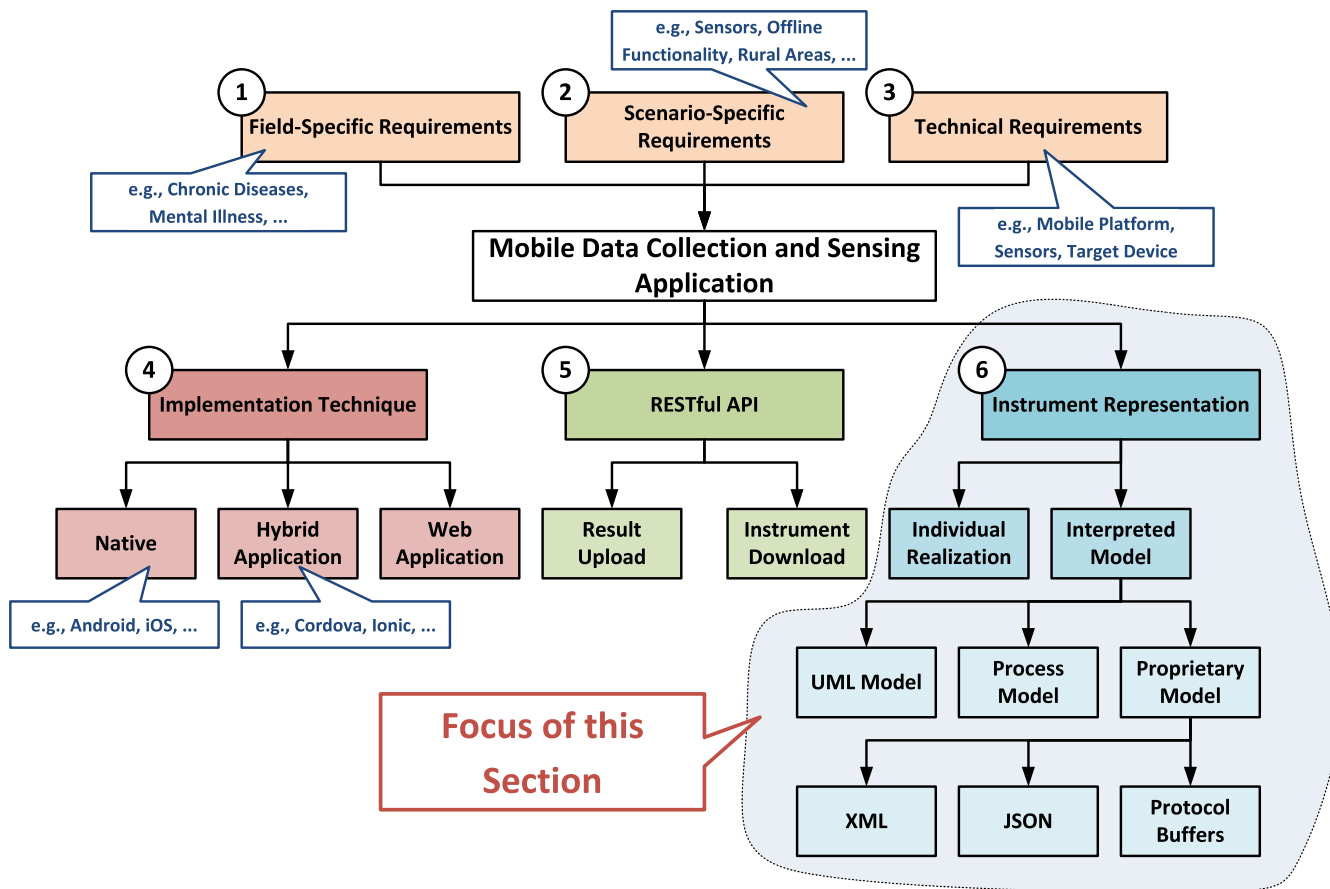 e.g., Sensors, Offline
Functionality, Rural Areas, ...
1
2
3
Field-Specific Requirements
Scenario-Specific
Requirements
Technical Requirements
e.g., Chronic Diseases,
Mental Illness, ...
e.g., Mobile Platform,
Sensors, Target Device
Mobile Data Collection and Sensing
Application
4
5
6
Implementation Technique
RESTful API
Instrument Representation
Native
Hybrid
Application
Web
Application
Result
Upload
Instrument
Download
Individual
Realization
Interpreted
Model
e.g., Android, iOS, ...
e.g., Cordova, Ionic, ...
UML Model
Process
Model
Proprietary
Model
Focus of this
Section
XML
JSON
Protocol
Buffers